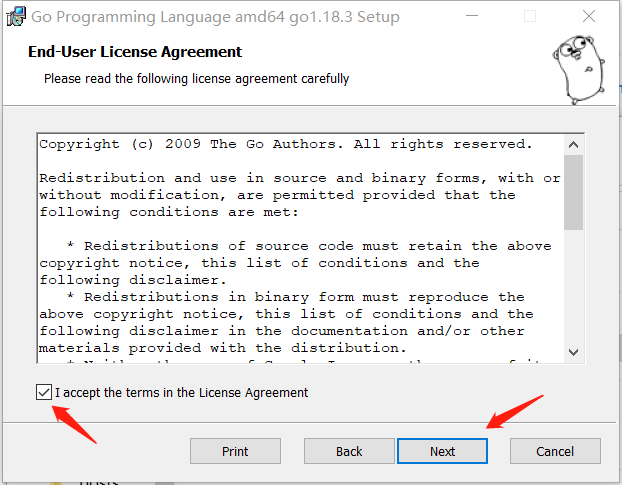 Go Programming Language amd64 go1.18.3 Setup
End-User License Agreement
Please read the following license agreement carefully
Copyright (c) 2009 The Go Authors. All rights reserved.
Redistribution and use in source and binary forms, with or
without modification, are permitted provided that the
following conditions are met:
* Redistributions of source code must retain the above
copyright notice, this list of conditions and the
following disclaimer.
* Redistributions in binary form must reproduce the
above copyright notice, this list of conditions and the
following disclaimer in the documentation and/or other
materials provided with the distribution.
I accept the terms in the License Agreement
Print
Back
Next
Cancel